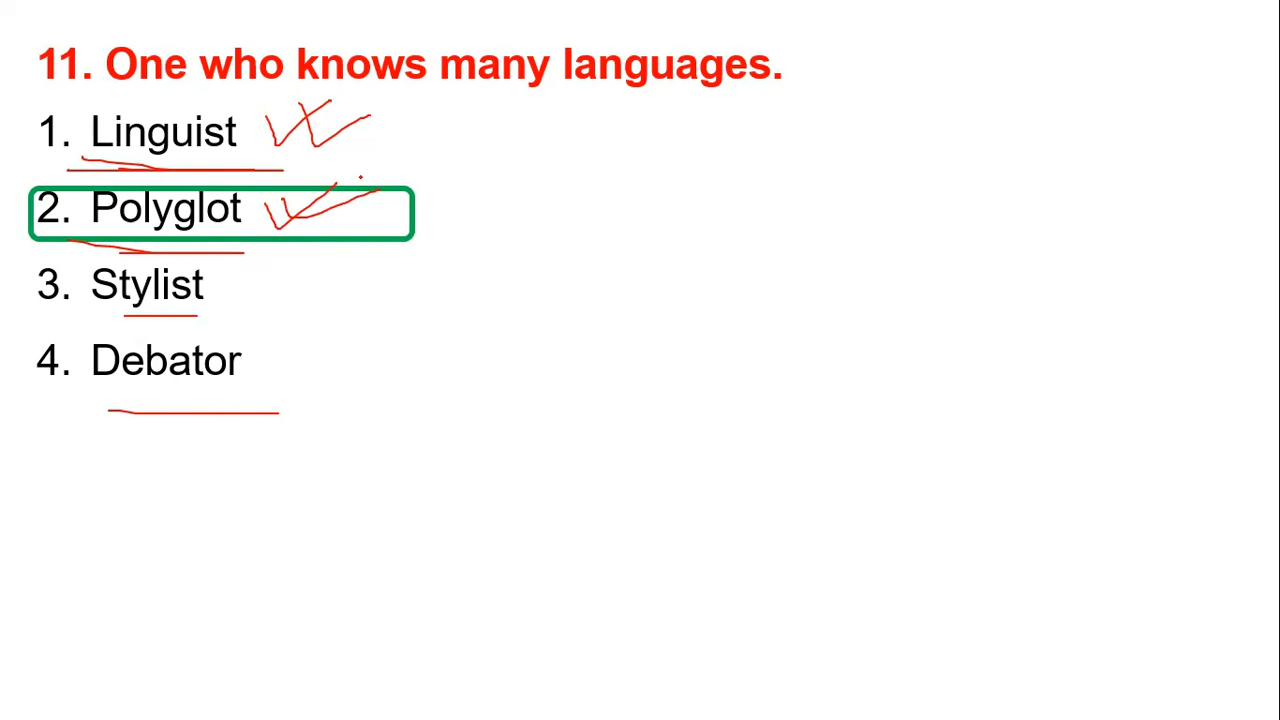 11. One who knows many languages.
1. Linguist
2. Polyglot
3. Stylist
4. Debator